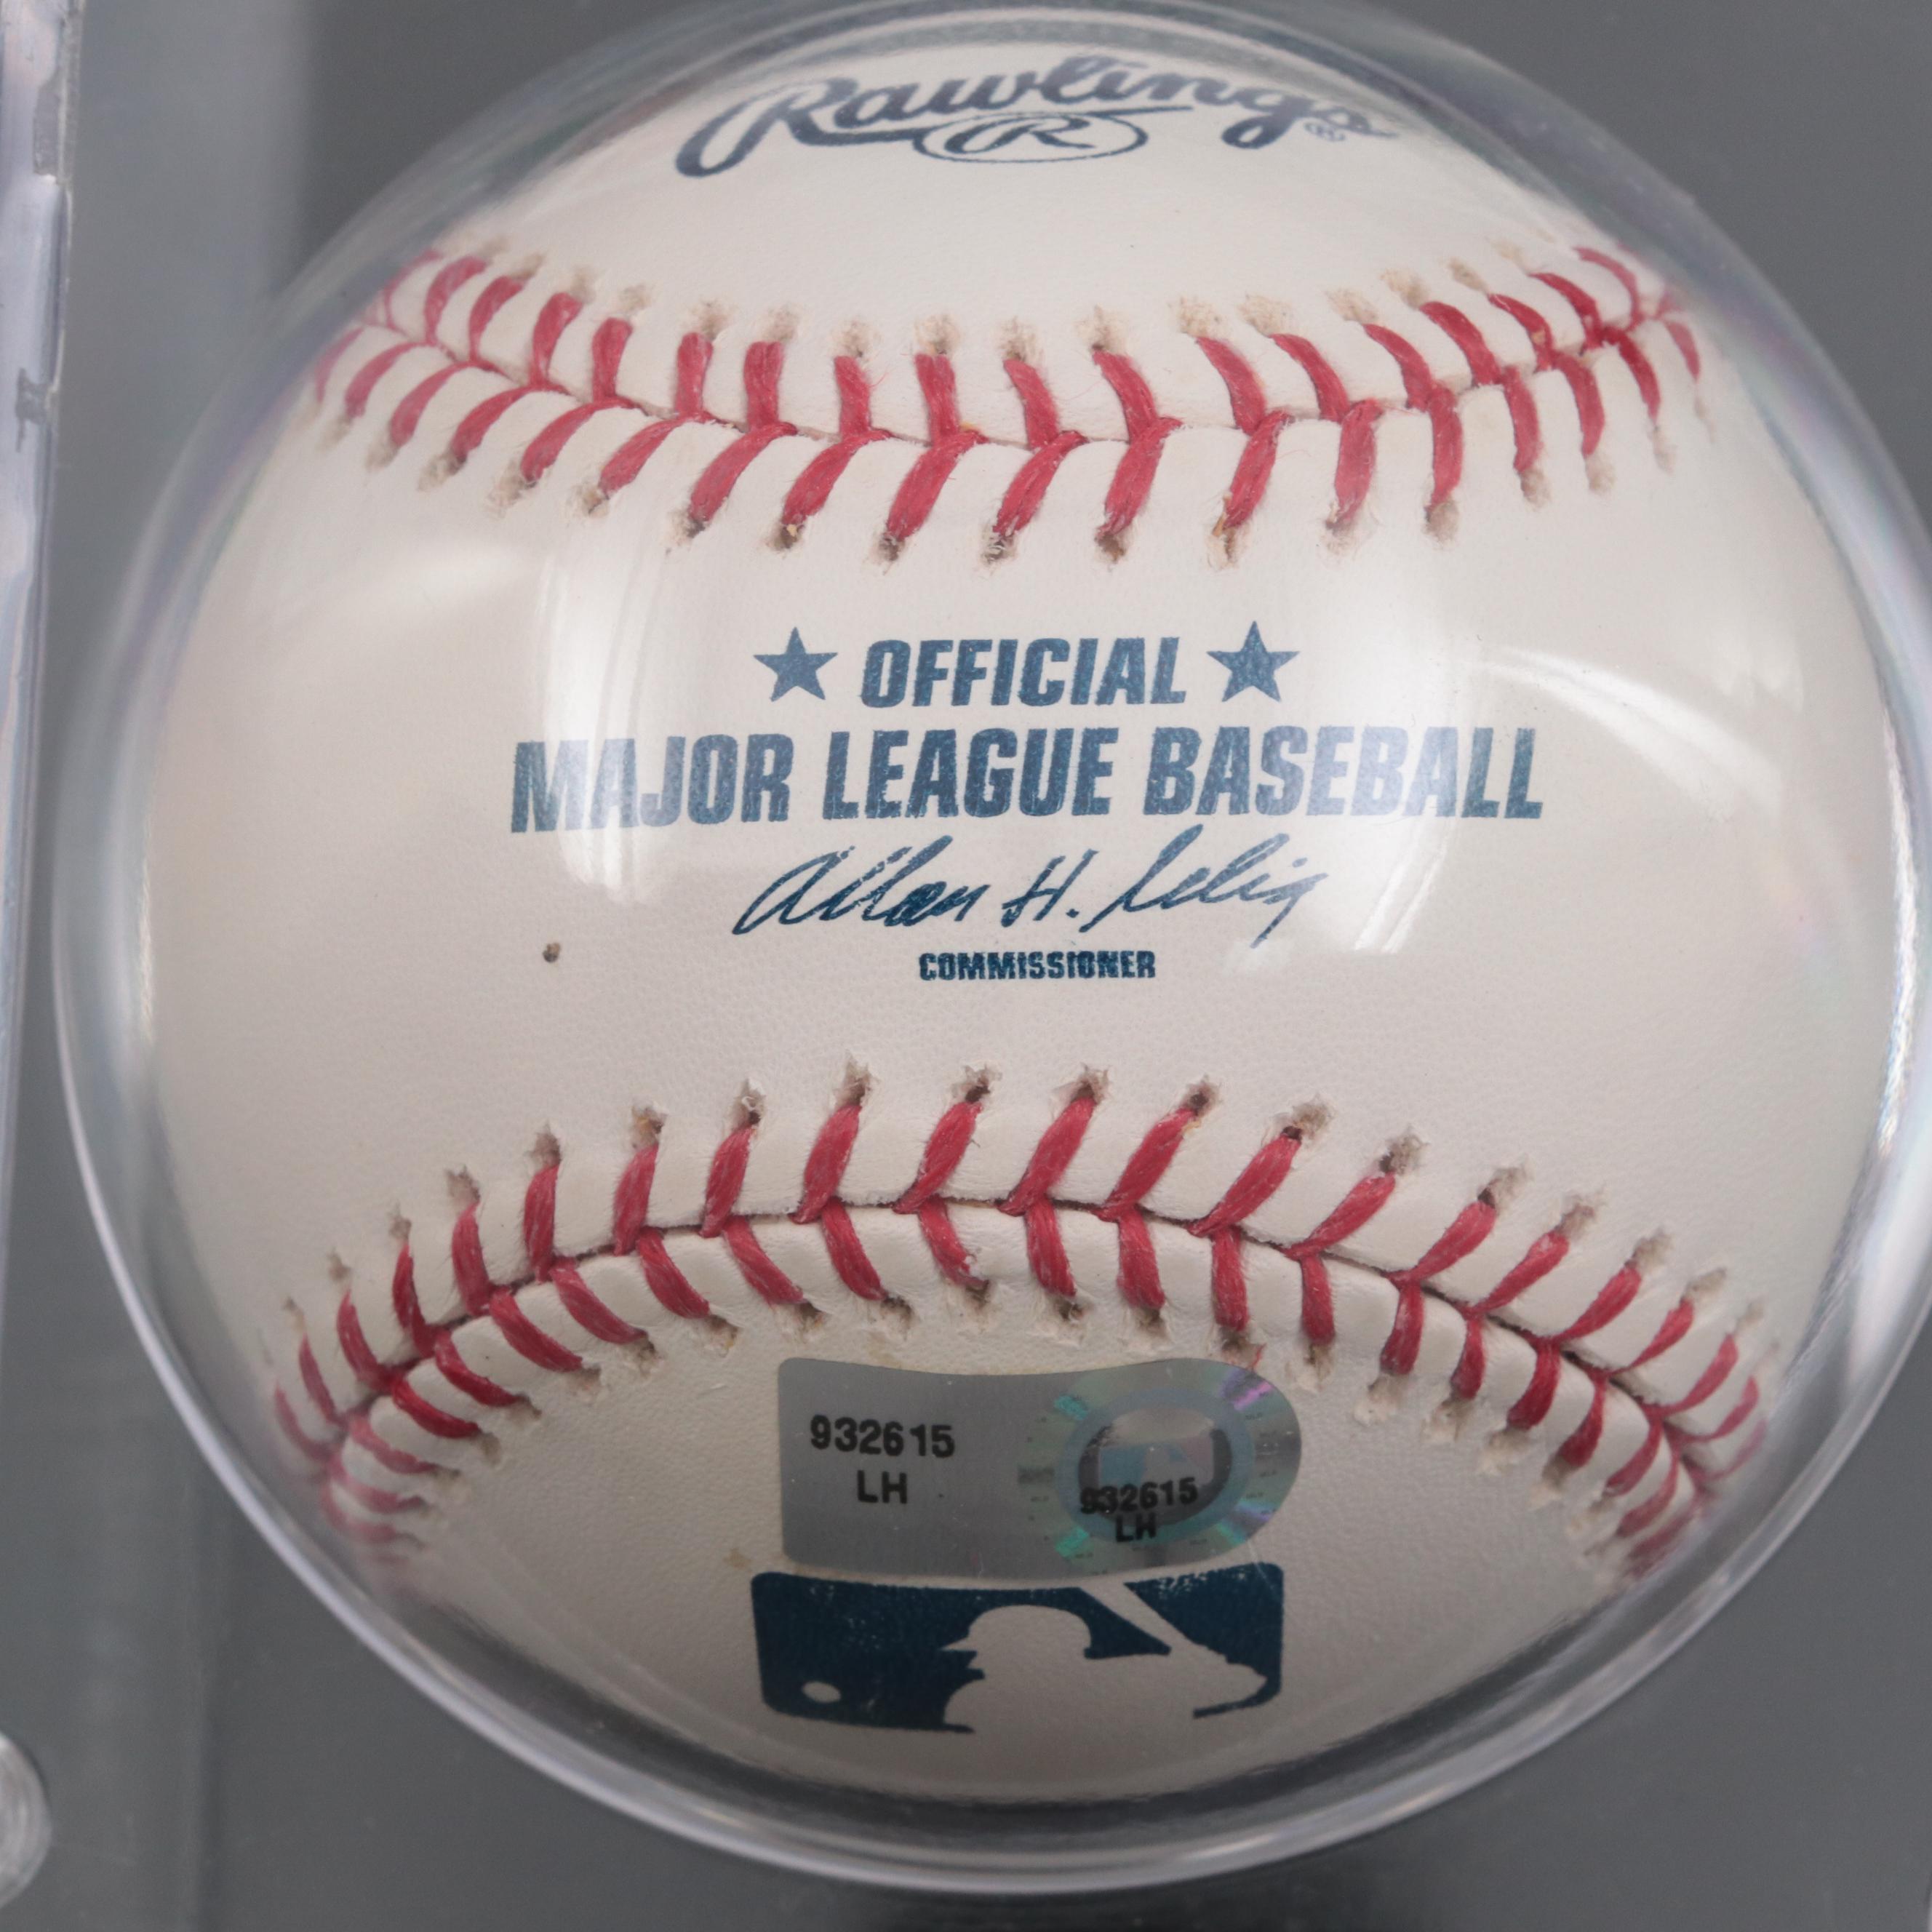 Rawlings®
R
★ OFFICIAL ★
MAJOR LEAGUE BASEBALL
Allan H. Selig
COMMISSIONER
932615
LH
932615
LH